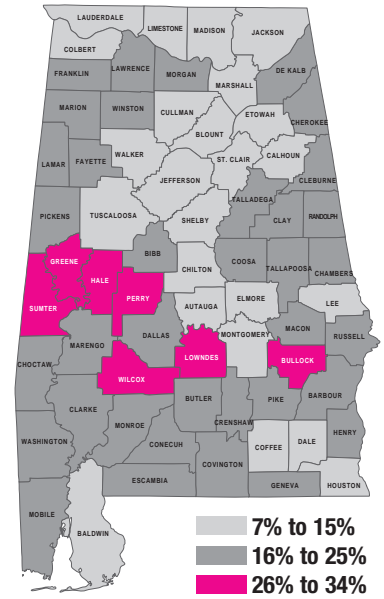 LAUDERDALE
LIMESTONE
MADISON
JACKSON
COLBERT
FRANKLIN
LAWRENCE
MORGAN
DE KALB
MARSHALL
MARION
WINSTON
CULLMAN
ETOWAH
CHEROKEE
BLOUNT
WALKER
ST. CLAIR
CALHOUN
LAMAR
FAYETTE
JEFFERSON
CLEBURNE
TALLADEGA
PICKENS
TUSCALOOSA
SHELBY
CLAY
RANDOLPH
BIBB
GREENE
HALE
COOSA
TALLAPOOSA
CHAMBERS
CHILTON
PERRY
SUMTER
AUTAUGA
ELMORE
LEE
MACON
DALLAS
MONTGOMERY
RUSSELL
MARENGO
LOWNDES
BULLOCK
CHOCTAW
WILCOX
BUTLER
PIKE
BARBOUR
CLARKE
MONROE
CRENSHAW
WASHINGTON
CONECUH
COFFEE
DALE
HENRY
COVINGTON
ESCAMBIA
GENEVA
HOUSTON
MOBILE
BALDWIN
7% to 15%
16% to 25%
26% to 34%